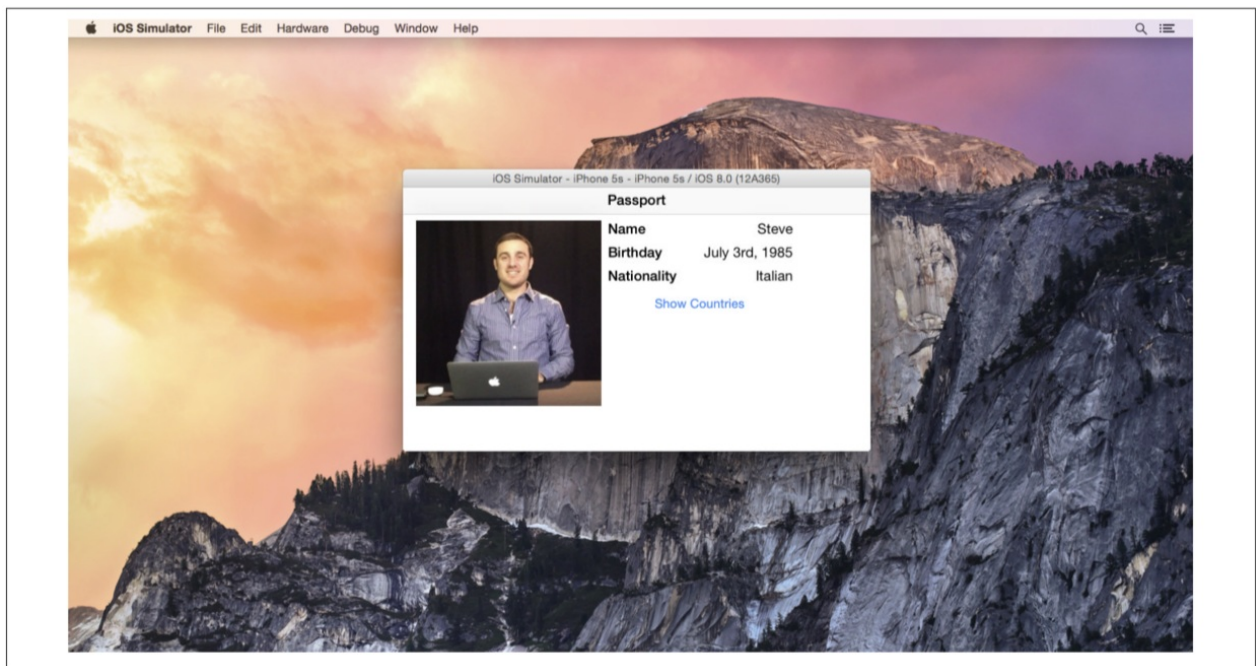 iOS Simulator File Edit Hardware Debug Window Help
iOS Simulator - iPhone 5s - iPhone 5s / iOS 8.0 (12A365)
Passport
Name Steve
Birthday July 3rd, 1985
Nationality Italian
Show Countries